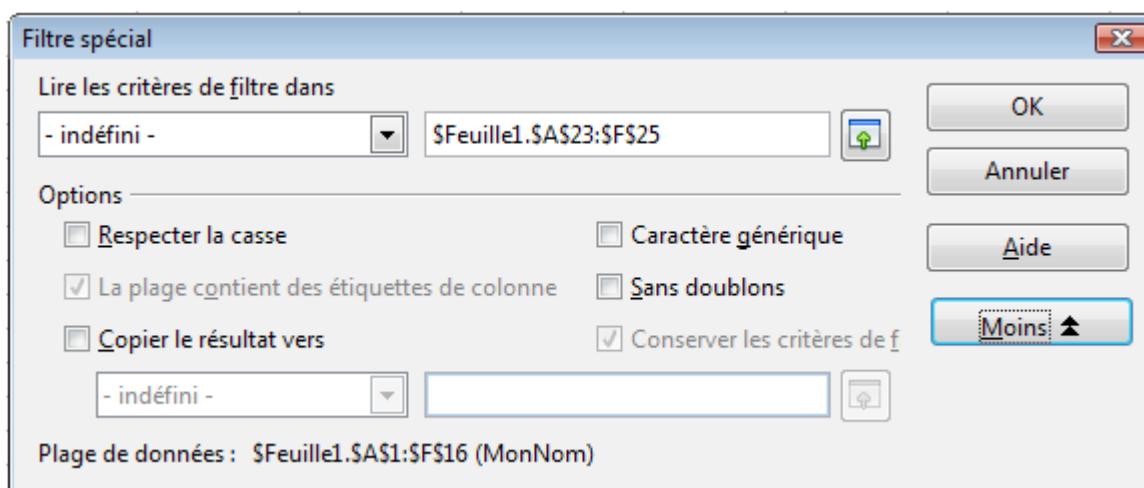 Filtre spécial
Lire les critères de filtre dans
- indéfini -
$Feuille1.$A$23:$F$25
OK
Annuler
Options
Respecter la casse
Caractère générique
Aide
La plage contient des étiquettes de colonne
Sans doublons
Moins
Copier le résultat vers
Conserver les critères de f
- indéfini -
Plage de données : $Feuille1.$A$1:$F$16 (MonNom)